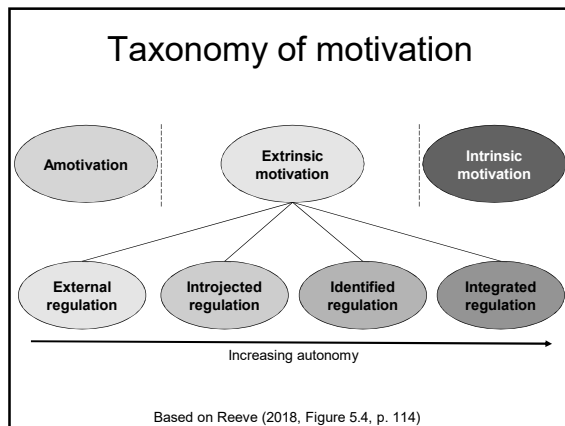 Taxonomy of motivation
Amotivation
Extrinsic
motivation
Intrinsic
motivation
External
regulation
Introjected
regulation
Identified
regulation
Integrated
regulation
Increasing autonomy
Based on Reeve (2018, Figure 5.4, p. 114)